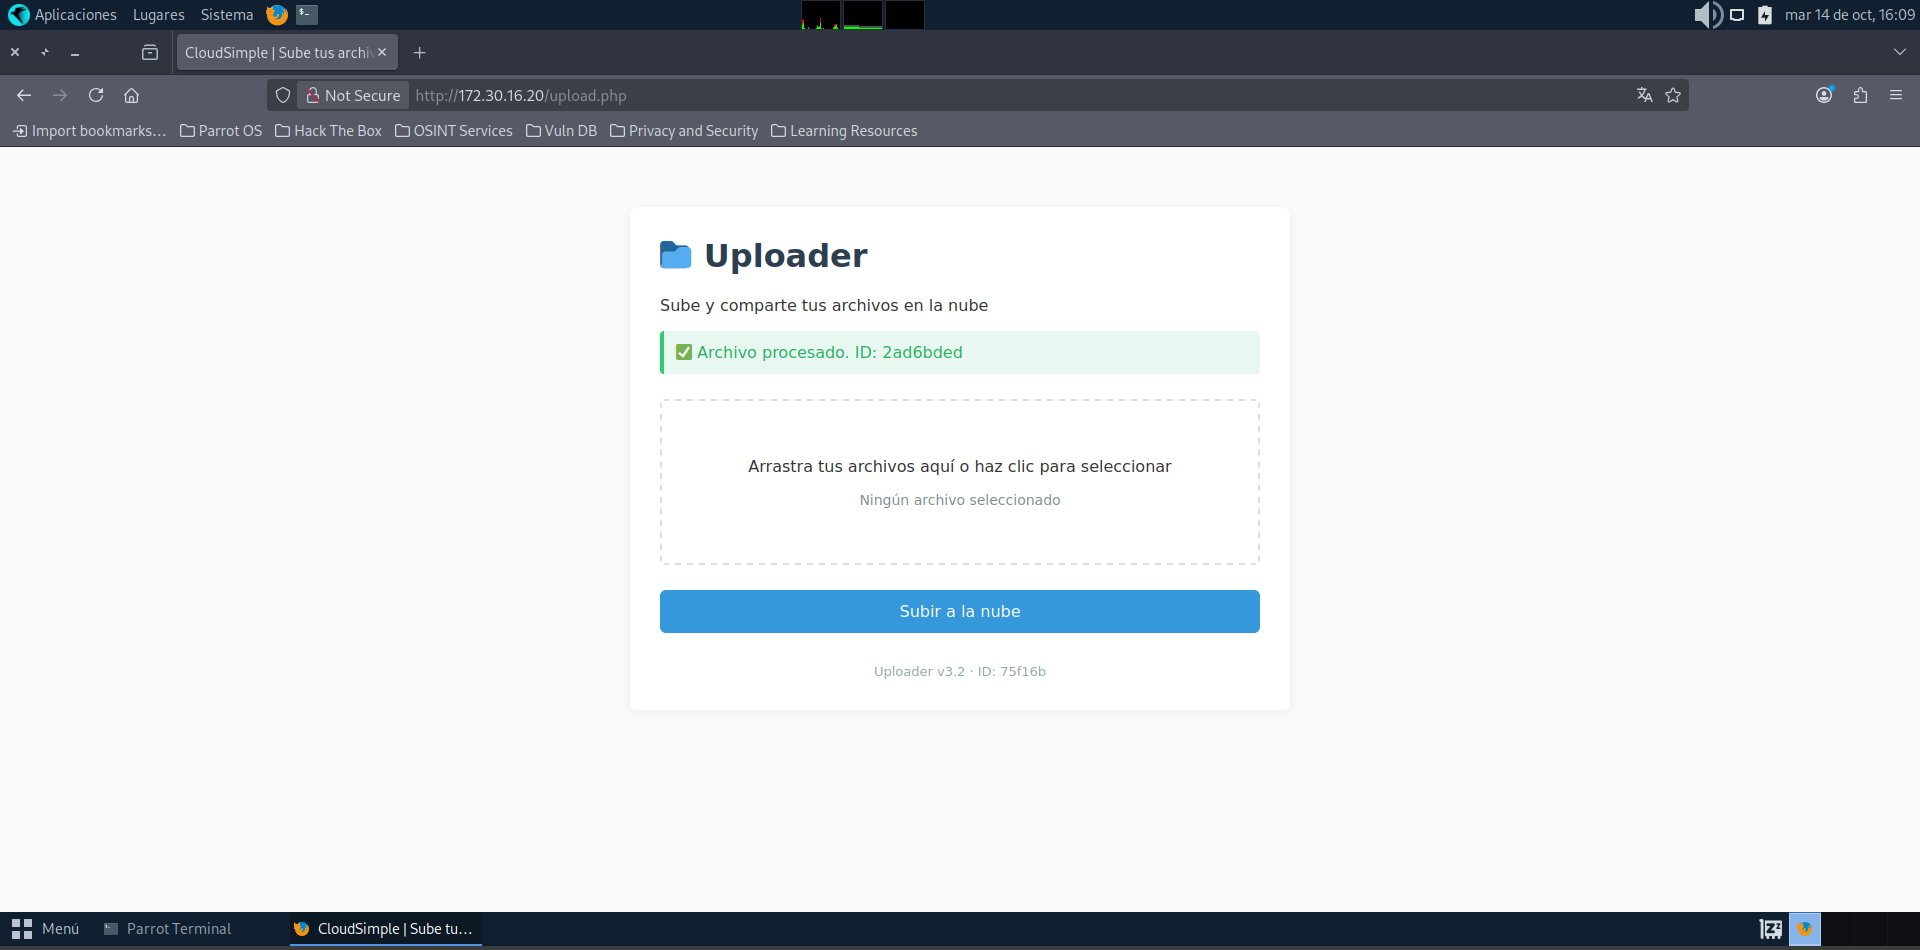 Aplicaciones Lugares Sistema mar 14 de oct, 16:09
CloudSimple | Sube tus archiv
Not Secure http://172.30.16.20/upload.php
Import bookmarks... Parrot OS Hack The Box OSINT Services Vuln DB Privacy and Security Learning Resources
Uploader
Sube y comparte tus archivos en la nube
Archivo procesado. ID: 2ad6bded
Arrastra tus archivos aquí o haz clic para seleccionar
Ningún archivo seleccionado
Subir a la nube
Uploader v3.2 · ID: 75f16b
Menú Parrot Terminal CloudSimple | Sube tu...